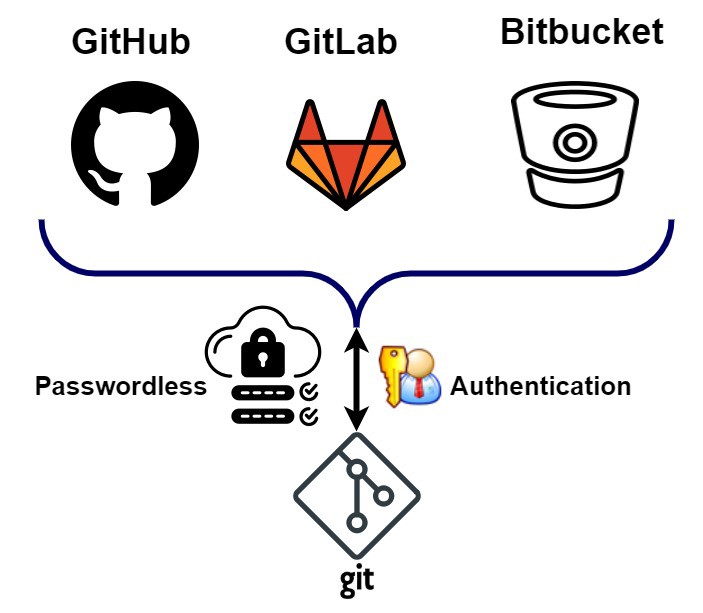 GitHub
GitLab
Bitbucket
Passwordless
Authentication
git